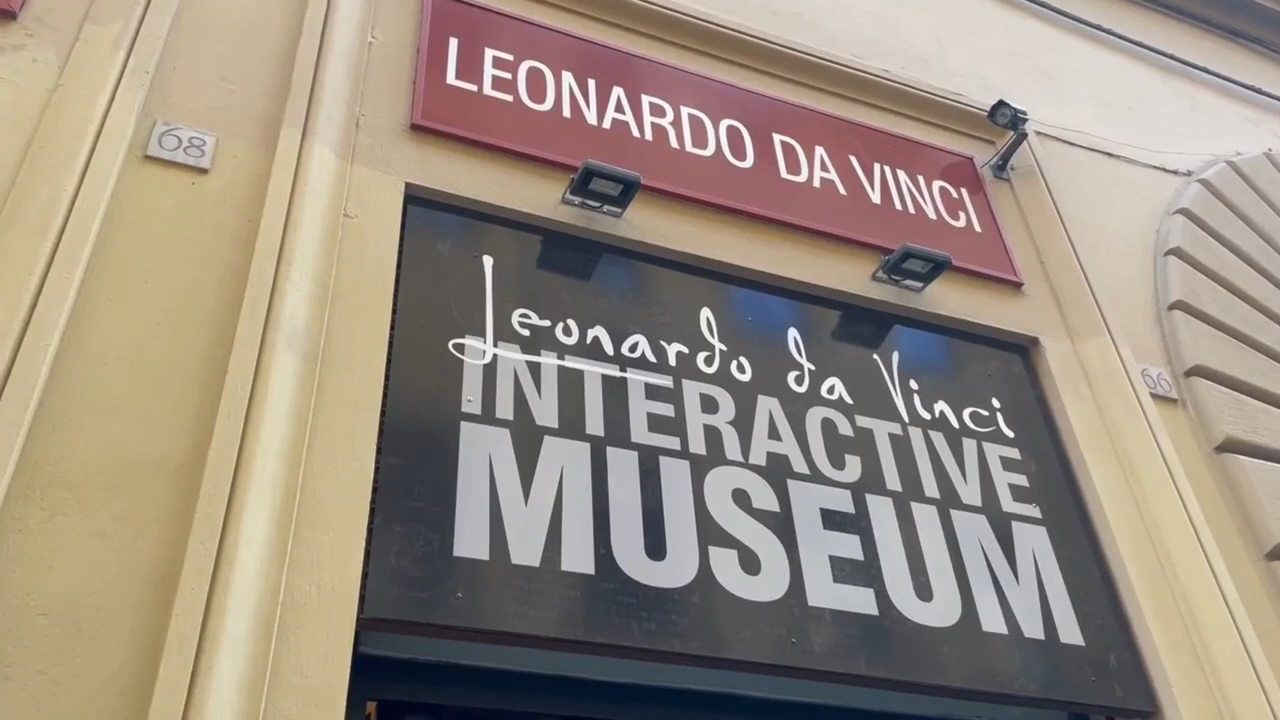 LEONARDO DA VINCI
68
Leonardo da Vinci
INTERACTIVE
MUSEUM
66